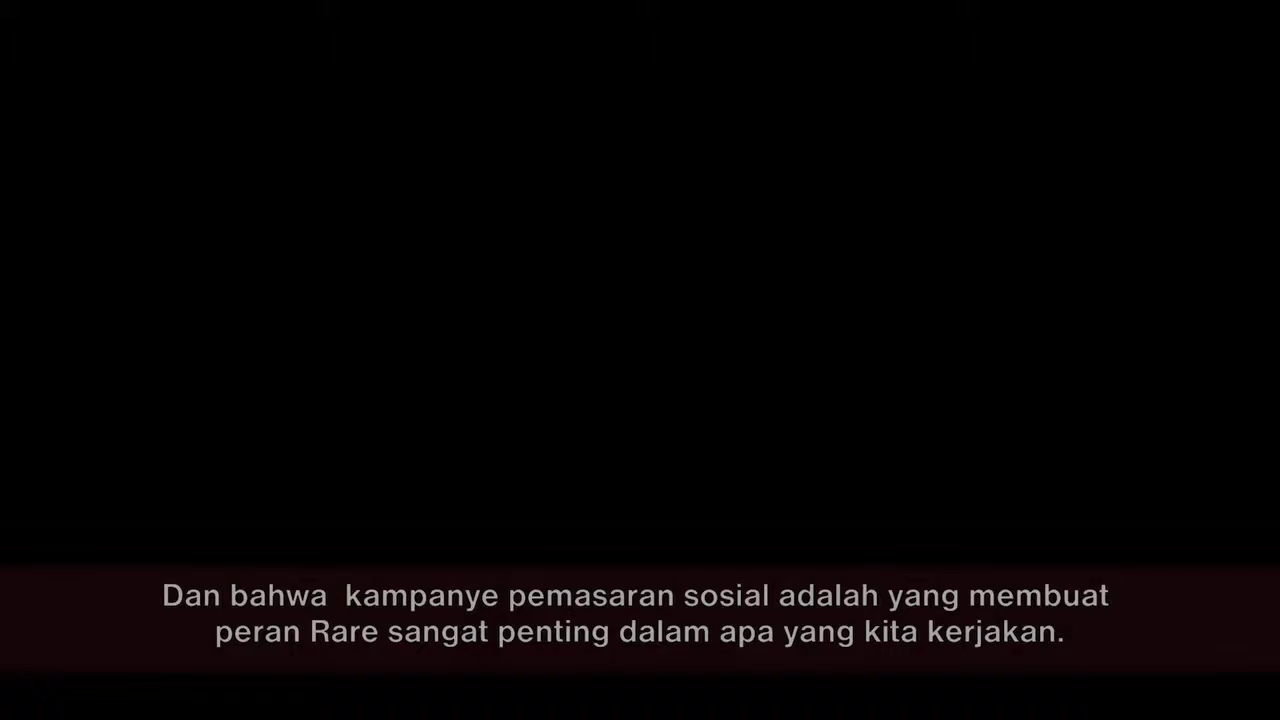 Dan bahwa  kampanye pemasaran sosial adalah yang membuat
peran Rare sangat penting dalam apa yang kita kerjakan.